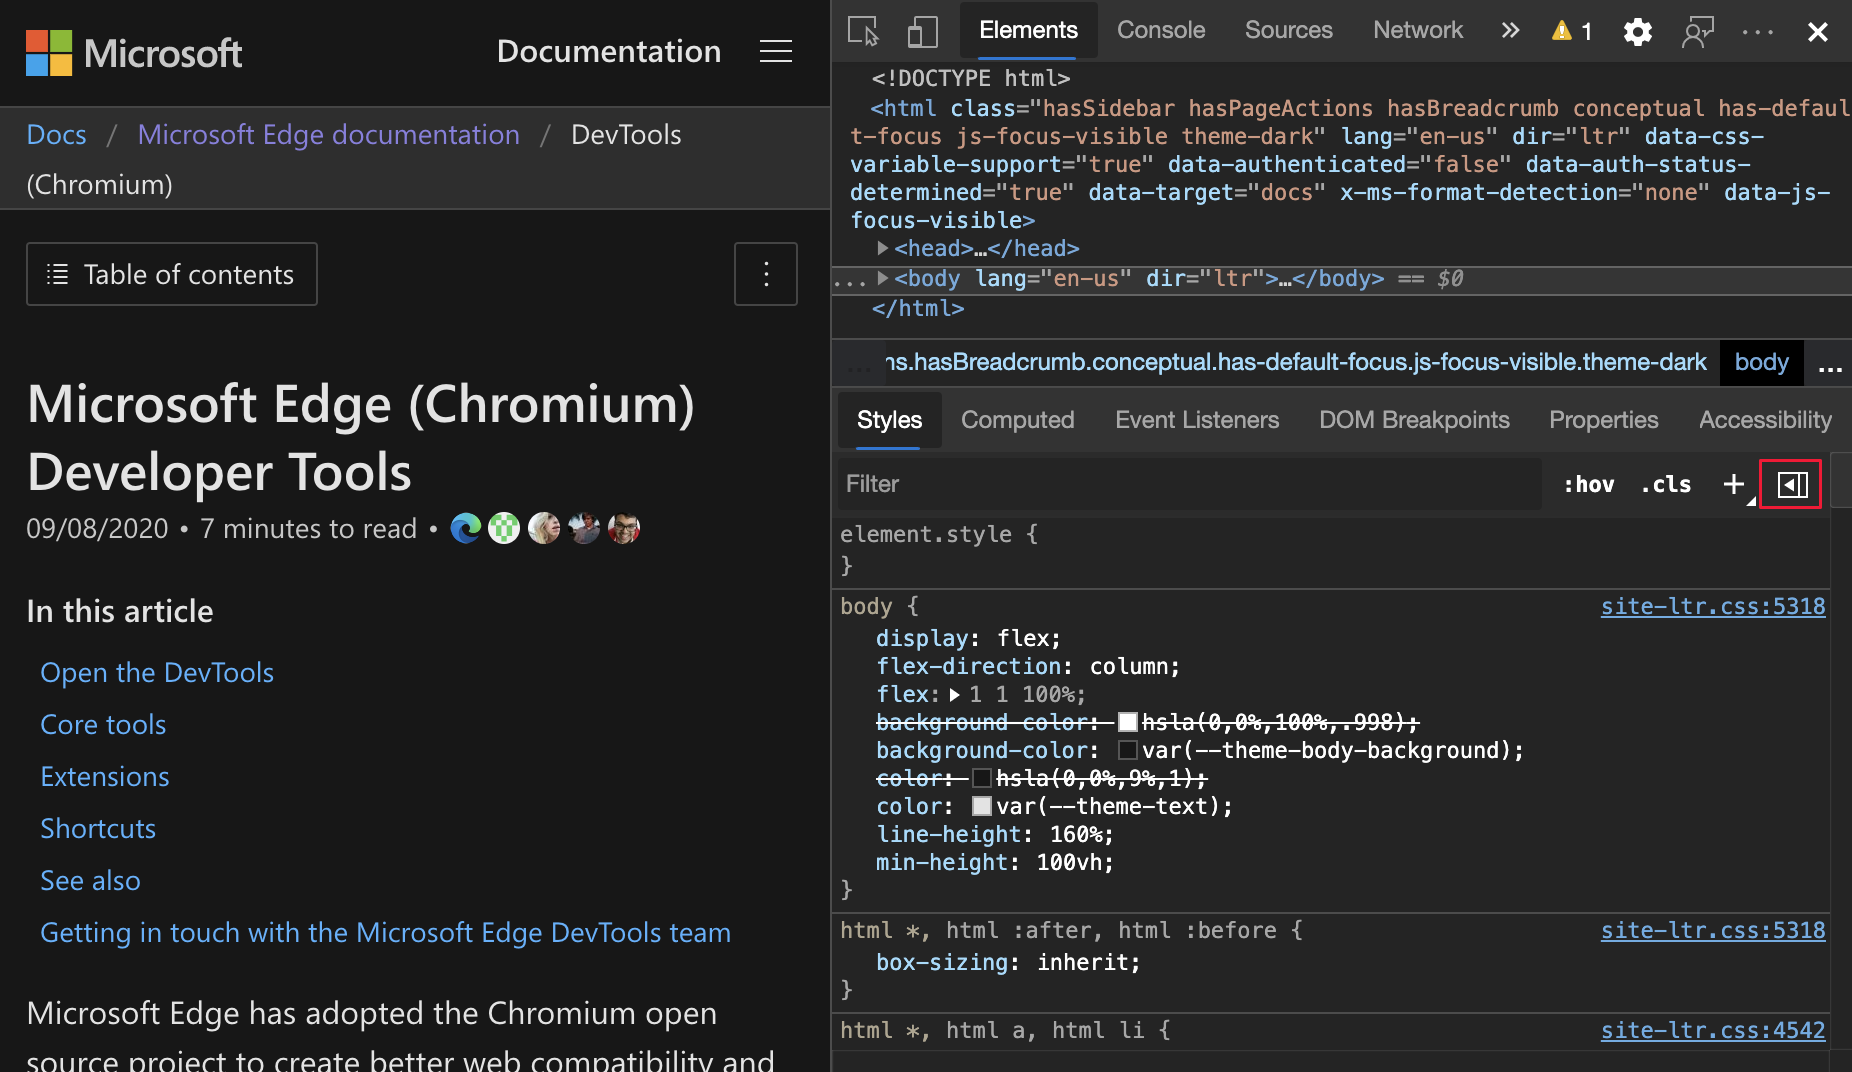 Microsoft
Documentation
Docs / Microsoft Edge documentation / DevTools
(Chromium)
Table of contents
Microsoft Edge (Chromium)
Developer Tools
09/08/2020 • 7 minutes to read •
In this article
Open the DevTools
Core tools
Extensions
Shortcuts
See also
Getting in touch with the Microsoft Edge DevTools team
Microsoft Edge has adopted the Chromium open
source project to create better web compatibility and
Elements Console Sources Network » 1 ...
<!DOCTYPE html>
<html class="hasSidebar hasPageActions hasBreadcrumb conceptual has-defaul
t-focus js-focus-visible theme-dark" lang="en-us" dir="ltr" data-css-
variable-support="true" data-authenticated="false" data-auth-status-
determined="true" data-target="docs" x-ms-format-detection="none" data-js-
focus-visible>
<head>…</head>
... <body lang="en-us" dir="ltr">…</body> == $0
</html>
... ns.hasBreadcrumb.conceptual.has-default-focus.js-focus-visible.theme-dark body ...
Styles Computed Event Listeners DOM Breakpoints Properties Accessibility
Filter :hov .cls +
element.style {
}
body { site-ltr.css:5318
display: flex;
flex-direction: column;
flex: 1 1 100%;
background-color: hsla(0,0%,100%,.998);
background-color: var(--theme-body-background);
color: hsla(0,0%,9%,1);
color: var(--theme-text);
line-height: 160%;
min-height: 100vh;
}
html *, html :after, html :before { site-ltr.css:5318
box-sizing: inherit;
}
html *, html a, html li { site-ltr.css:4542